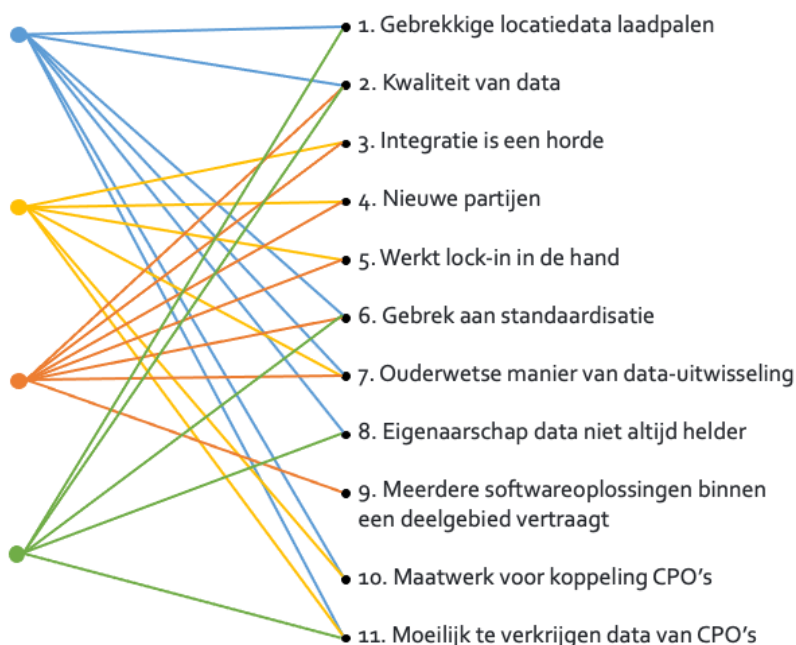 1. Gebrekkige locatiedata laadpalen
2. Kwaliteit van data
3. Integratie is een horde
4. Nieuwe partijen
5. Werkt lock-in in de hand
6. Gebrek aan standaardisatie
7. Ouderwetse manier van data-uitwisseling
8. Eigenaarschap data niet altijd helder
9. Meerdere softwareoplossingen binnen
een deelgebied vertraagt
10. Maatwerk voor koppeling CPO's
11. Moeilijk te verkrijgen data van CPO's